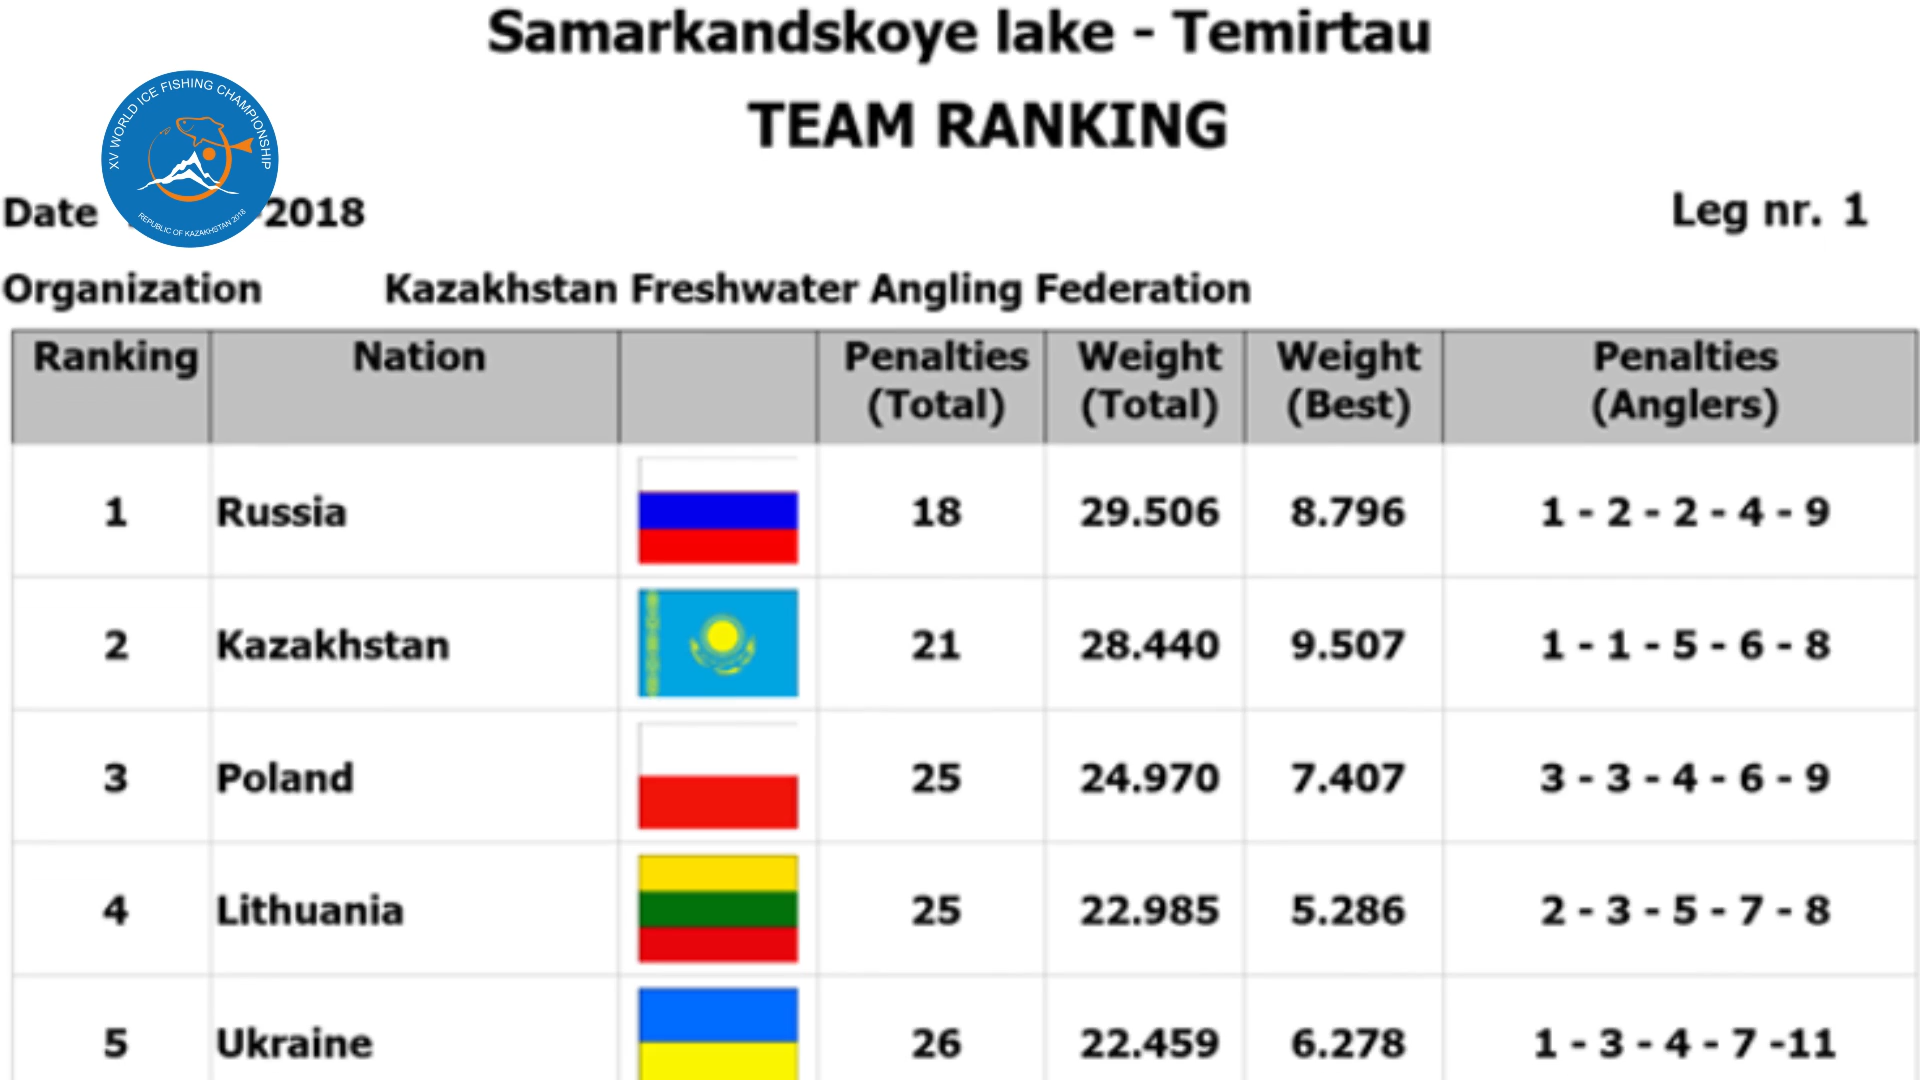 Samarkandskoye lake - Temirtau
TEAM RANKING
XV WORLD ICE FISHING CHAMPIONSHIP
REPUBLIC OF KAZAKHSTAN 2018
Date -2018 Leg nr. 1
Organization Kazakhstan Freshwater Angling Federation
Ranking Nation Penalties Weight Weight Penalties
(Total) (Total) (Best) (Anglers)
1 Russia 18 29.506 8.796 1 - 2 - 2 - 4 - 9
2 Kazakhstan 21 28.440 9.507 1 - 1 - 5 - 6 - 8
3 Poland 25 24.970 7.407 3 - 3 - 4 - 6 - 9
4 Lithuania 25 22.985 5.286 2 - 3 - 5 - 7 - 8
5 Ukraine 26 22.459 6.278 1 - 3 - 4 - 7 -11